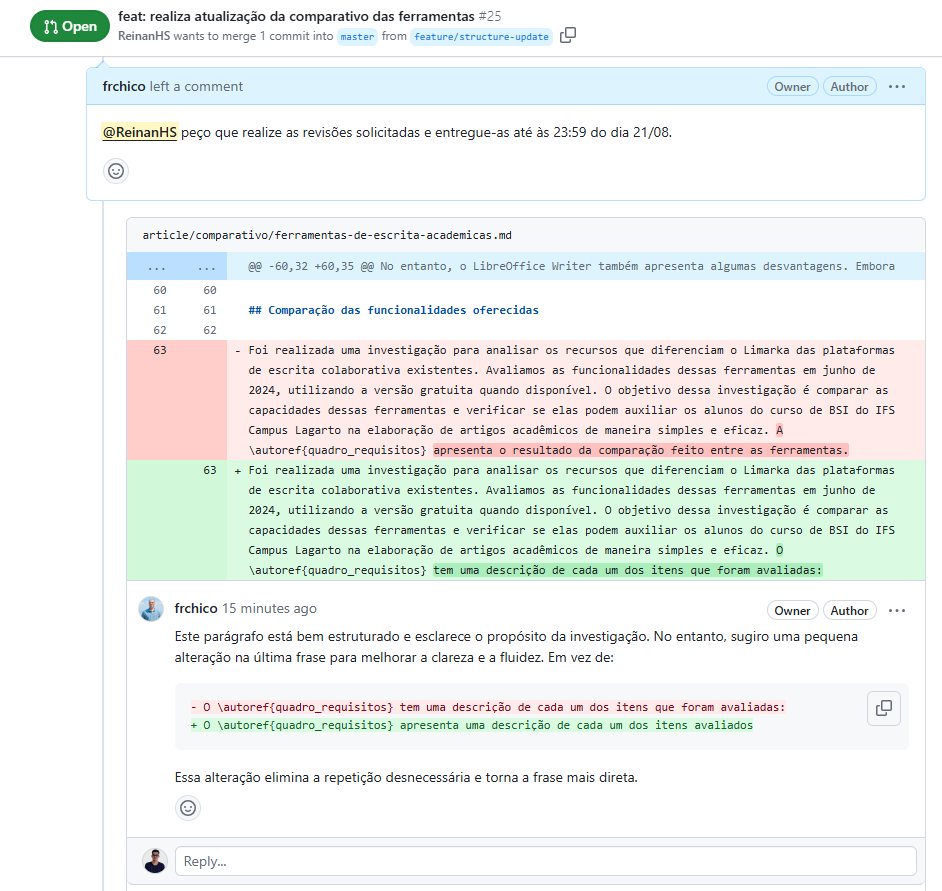 Open
feat: realiza atualização da comparativo das ferramentas #25
ReinanHS wants to merge 1 commit into master from feature/structure-update
frchico left a comment
Owner
Author
@ReinanHS peço que realize as revisões solicitadas e entregue-as até às 23:59 do dia 21/08.
article/comparativo/ferramentas-de-escrita-academicas.md
... ... @@ -60,32 +60,35 @@ No entanto, o LibreOffice Writer também apresenta algumas desvantagens. Embora
60 60
61 61 ## Comparação das funcionalidades oferecidas
62 62
63 - Foi realizada uma investigação para analisar os recursos que diferenciam o Limarka das plataformas
de escrita colaborativa existentes. Avaliamos as funcionalidades dessas ferramentas em junho de
2024, utilizando a versão gratuita quando disponível. O objetivo dessa investigação é comparar as
capacidades dessas ferramentas e verificar se elas podem auxiliar os alunos do curso de BSI do IFS
Campus Lagarto na elaboração de artigos acadêmicos de maneira simples e eficaz. A
\autoref{quadro_requisitos} apresenta o resultado da comparação feito entre as ferramentas.
63 + Foi realizada uma investigação para analisar os recursos que diferenciam o Limarka das plataformas
de escrita colaborativa existentes. Avaliamos as funcionalidades dessas ferramentas em junho de
2024, utilizando a versão gratuita quando disponível. O objetivo dessa investigação é comparar as
capacidades dessas ferramentas e verificar se elas podem auxiliar os alunos do curso de BSI do IFS
Campus Lagarto na elaboração de artigos acadêmicos de maneira simples e eficaz. O
\autoref{quadro_requisitos} tem uma descrição de cada um dos itens que foram avaliadas:
frchico 15 minutes ago
Owner
Author
Este parágrafo está bem estruturado e esclarece o propósito da investigação. No entanto, sugiro uma pequena
alteração na última frase para melhorar a clareza e a fluidez. Em vez de:
- O \autoref{quadro_requisitos} tem uma descrição de cada um dos itens que foram avaliadas:
+ O \autoref{quadro_requisitos} apresenta uma descrição de cada um dos itens avaliados
Essa alteração elimina a repetição desnecessária e torna a frase mais direta.
Reply...